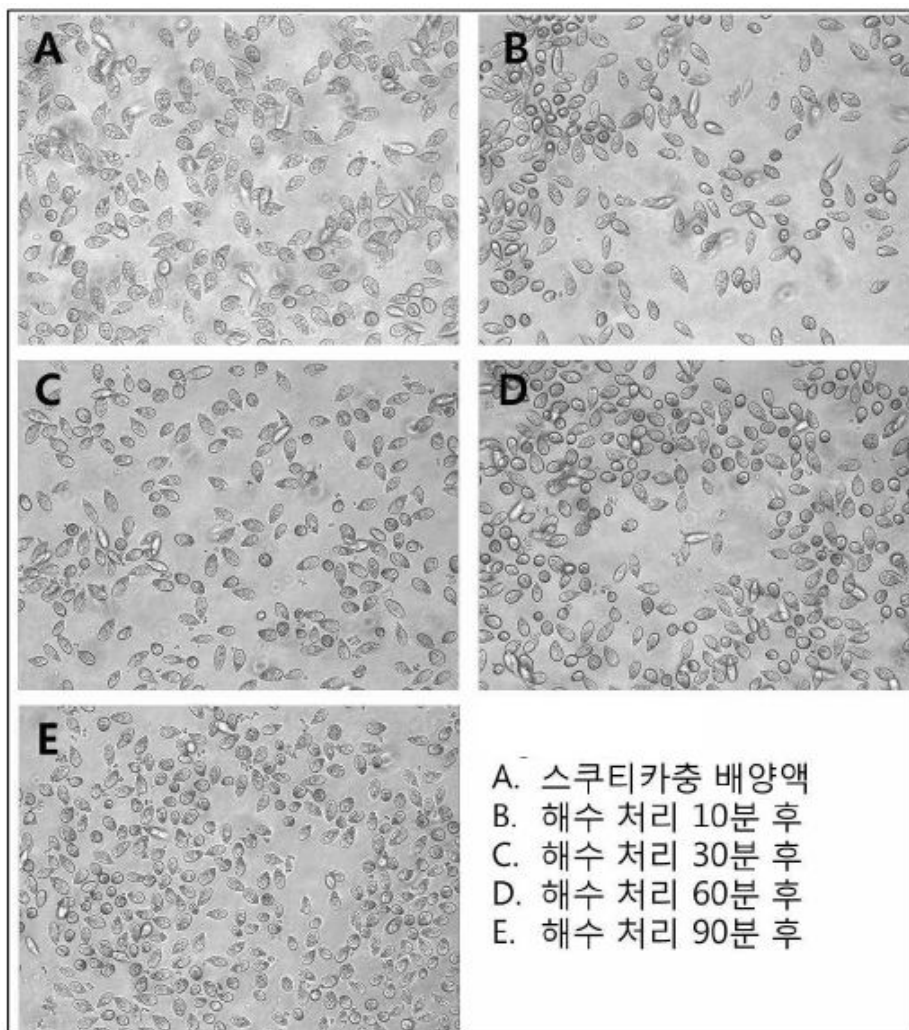 A
B
C
D
E
A. 스쿠티카충 배양액
B. 해수 처리 10분 후
C. 해수 처리 30분 후
D. 해수 처리 60분 후
E. 해수 처리 90분 후